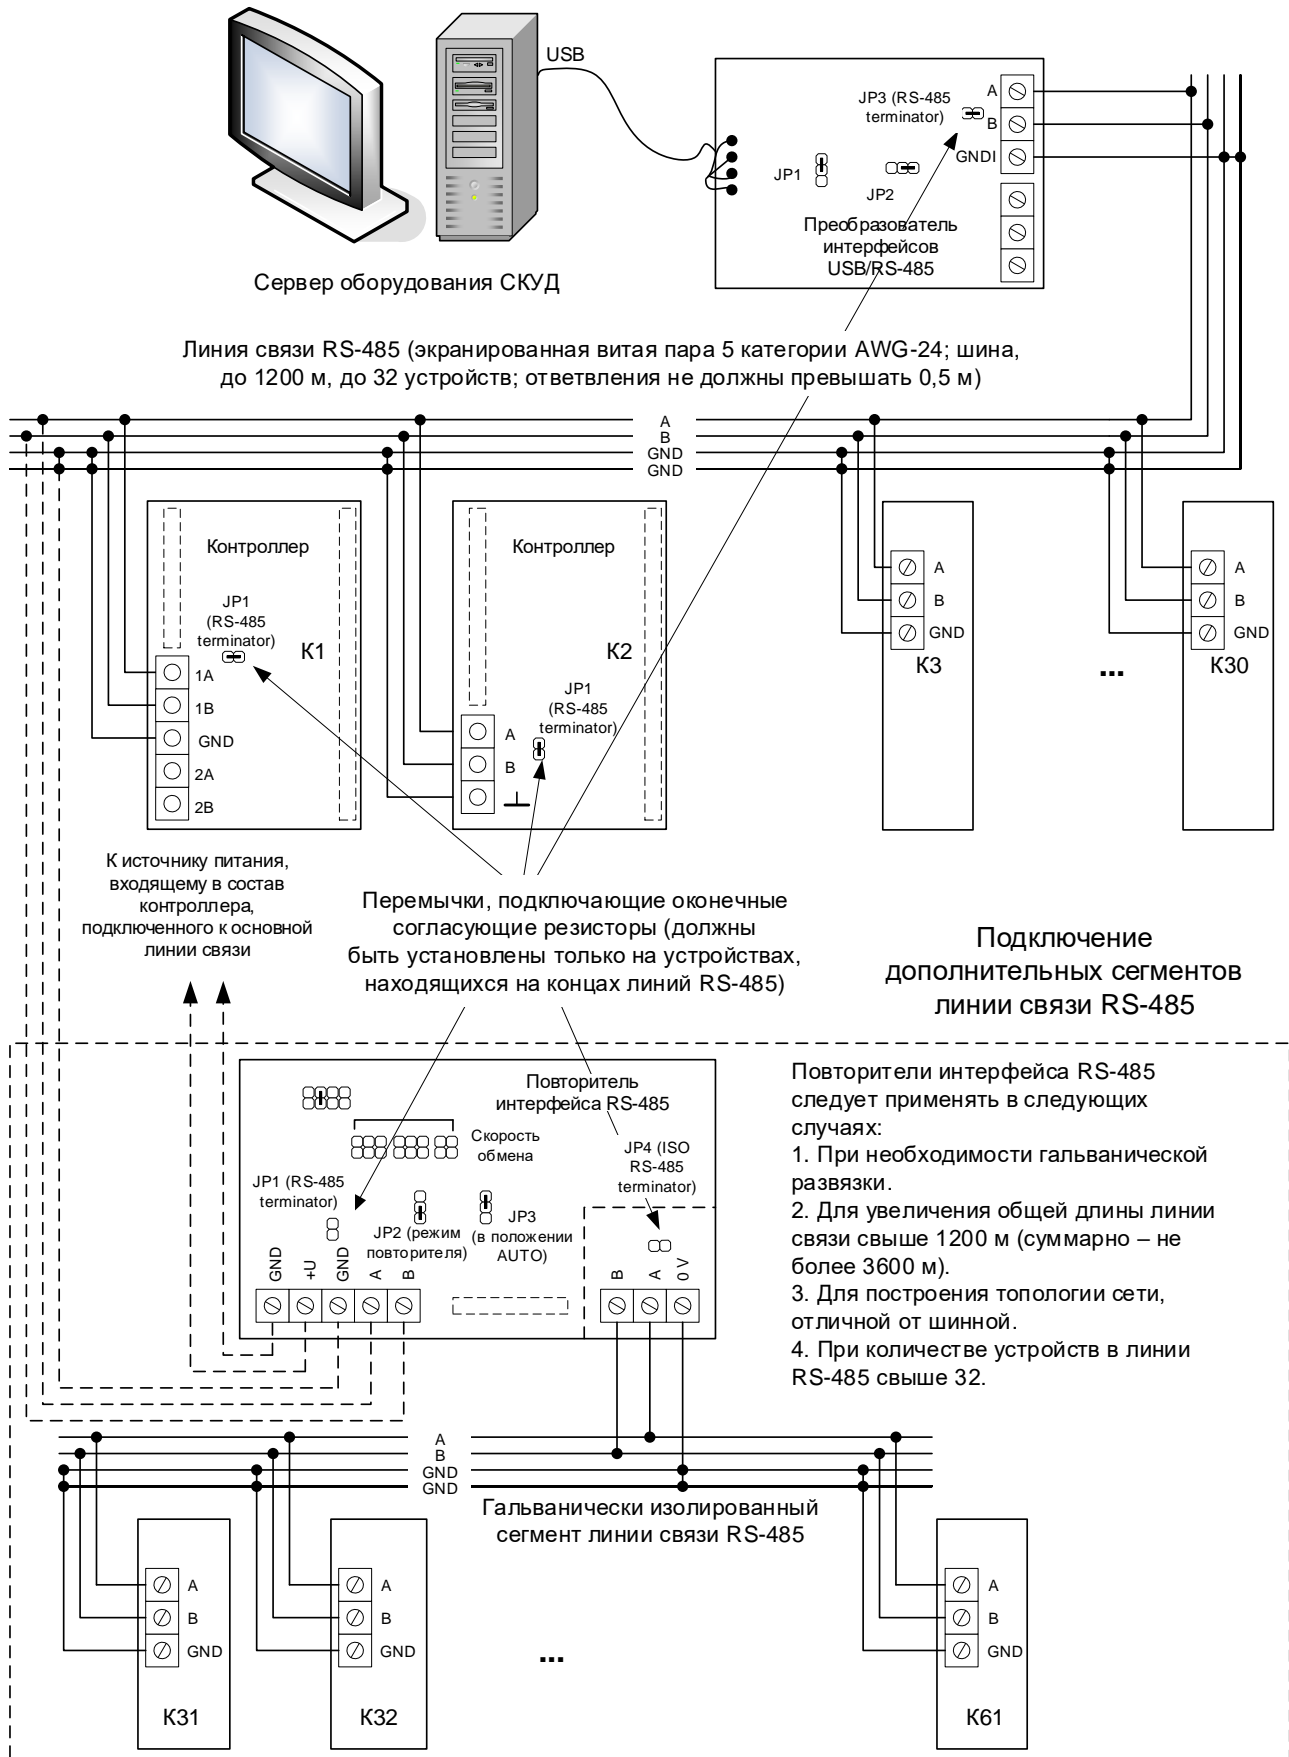 USB
JP3 (RS-485
terminator)
A
B
GNDI
JP1
JP2
Преобразователь
интерфейсов
USB/RS-485
Сервер оборудования СКУД
Линия связи RS-485 (экранированная витая пара 5 категории AWG-24; шина,
до 1200 м, до 32 устройств; ответвления не должны превышать 0,5 м)
A
B
GND
GND
Контроллер
JP1
(RS-485
terminator)
К1
1A
1B
GND
2A
2B
Контроллер
К2
JP1
(RS-485
terminator)
A
B
A
B
GND
К3
...
A
B
GND
К30
К источнику питания,
входящему в состав
контроллера,
подключенного к основной
линии связи
Перемычки, подключающие оконечные
согласующие резисторы (должны
быть установлены только на устройствах,
находящихся на концах линий RS-485)
Подключение
дополнительных сегментов
линии связи RS-485
Повторитель
интерфейса RS-485
Скорость
обмена
JP1 (RS-485
terminator)
JP2 (режим
повторителя)
JP3
(в положении
AUTO)
JP4 (ISO
RS-485
terminator)
GND
+U
GND
A
B
B
A
0 V
Повторители интерфейса RS-485
следует применять в следующих
случаях:
1. При необходимости гальванической
развязки.
2. Для увеличения общей длины линии
связи свыше 1200 м (суммарно – не
более 3600 м).
3. Для построения топологии сети,
отличной от шинной.
4. При количестве устройств в линии
RS-485 свыше 32.
A
B
GND
GND
Гальванически изолированный
сегмент линии связи RS-485
A
B
GND
К31
A
B
GND
К32
...
A
B
GND
К61